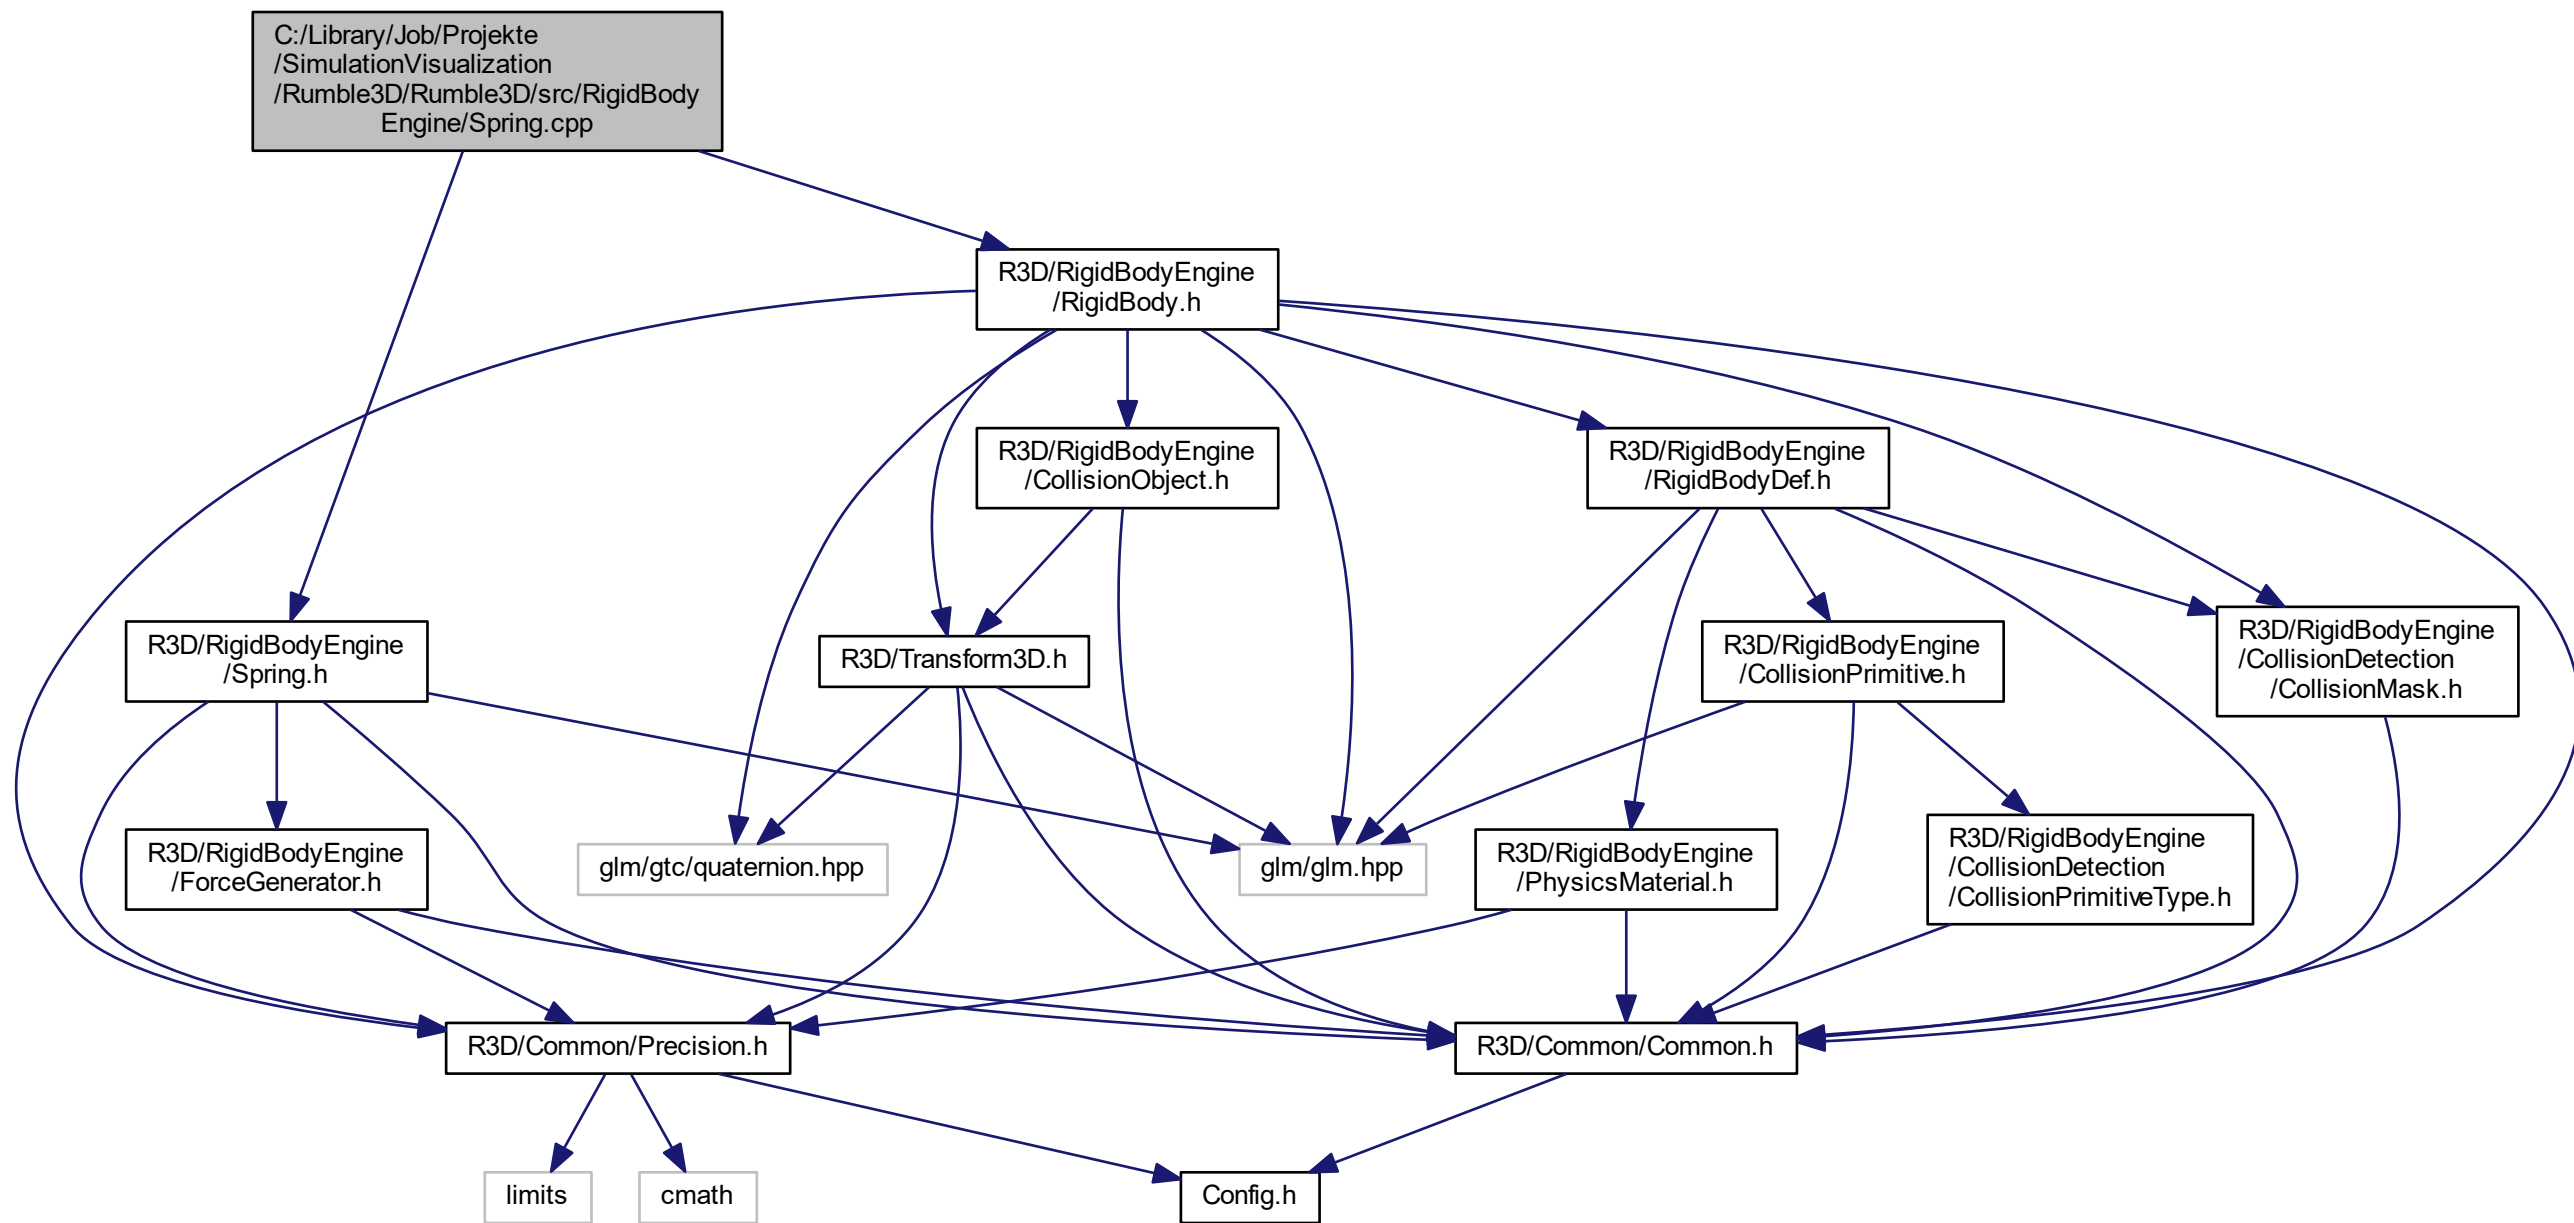 C:/Library/Job/Projekte
/SimulationVisualization
/Rumble3D/Rumble3D/src/RigidBody
Engine/Spring.cpp
R3D/RigidBodyEngine
/RigidBody.h
R3D/RigidBodyEngine
/CollisionObject.h
R3D/RigidBodyEngine
/RigidBodyDef.h
R3D/RigidBodyEngine
/Spring.h
R3D/Transform3D.h
R3D/RigidBodyEngine
/CollisionPrimitive.h
R3D/RigidBodyEngine
/CollisionDetection
/CollisionMask.h
R3D/RigidBodyEngine
/ForceGenerator.h
glm/gtc/quaternion.hpp
glm/glm.hpp
R3D/RigidBodyEngine
/PhysicsMaterial.h
R3D/RigidBodyEngine
/CollisionDetection
/CollisionPrimitiveType.h
R3D/Common/Precision.h
R3D/Common/Common.h
limits
cmath
Config.h